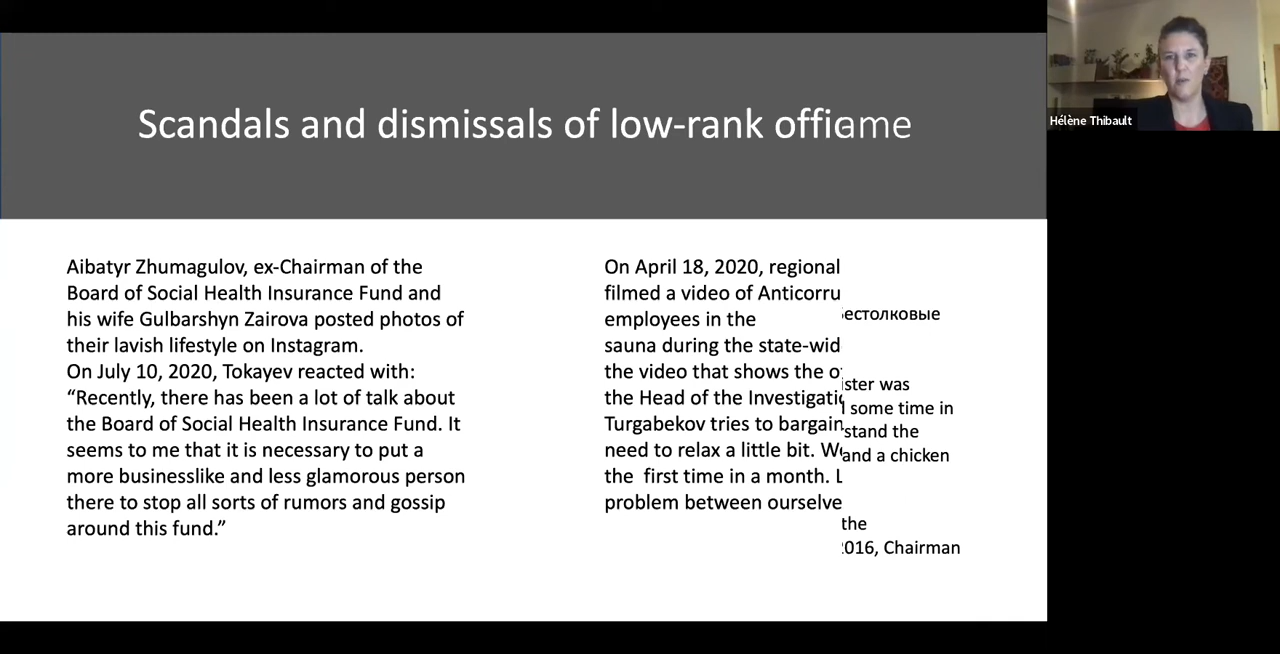 Scandals and dismissals of low-rank
Hélène Thibault
Aibatyr Zhumagulov, ex-Chairman of the
Board of Social Health Insurance Fund and
his wife Gulbarshyn Zairova posted photos of
their lavish lifestyle on Instagram.
On July 10, 2020, Tokayev reacted with:
“Recently, there has been a lot of talk about
the Board of Social Health Insurance Fund. It
seems to me that it is necessary to put a
more businesslike and less glamorous person
there to stop all sorts of rumors and gossip
around this fund.”
On April 18, 2020, regional
filmed a video of Anticorru
employees in the
sauna during the state-wid
the video that shows the
the Head of the Investigati
Turgabekov tries to bargain
need to relax a little bit.
the first time in a month.
problem between ourselve
естолковые
ister was
some time in
stand the
and a chicken
the
2016, Chairman